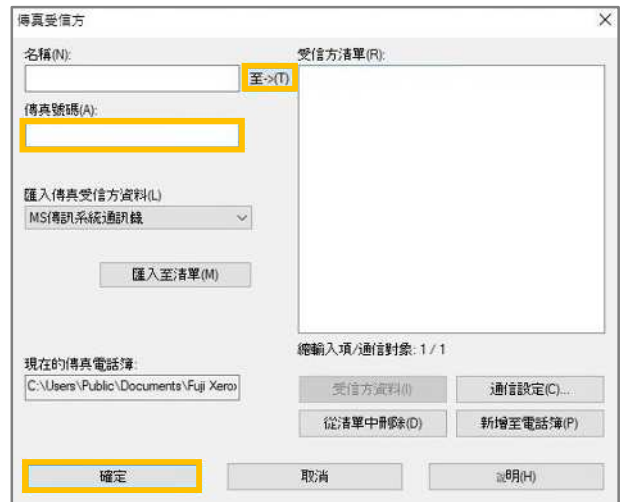 傳真受信方
名稱(N):
至->(T)
傳真號碼(A):
匯入傳真受信方資料(L)
MS傳訊系統通訊錄
匯入至清單(M)
現在的傳真電話簿:
C:\Users\Public\Documents\Fuji Xerox
確定
受信方清單(R):
總輸入項/通信對象: 1 / 1
受信方資料(I)
通信設定(C)...
從清單中刪除(D)
新增至電話簿(P)
取消
說明(H)